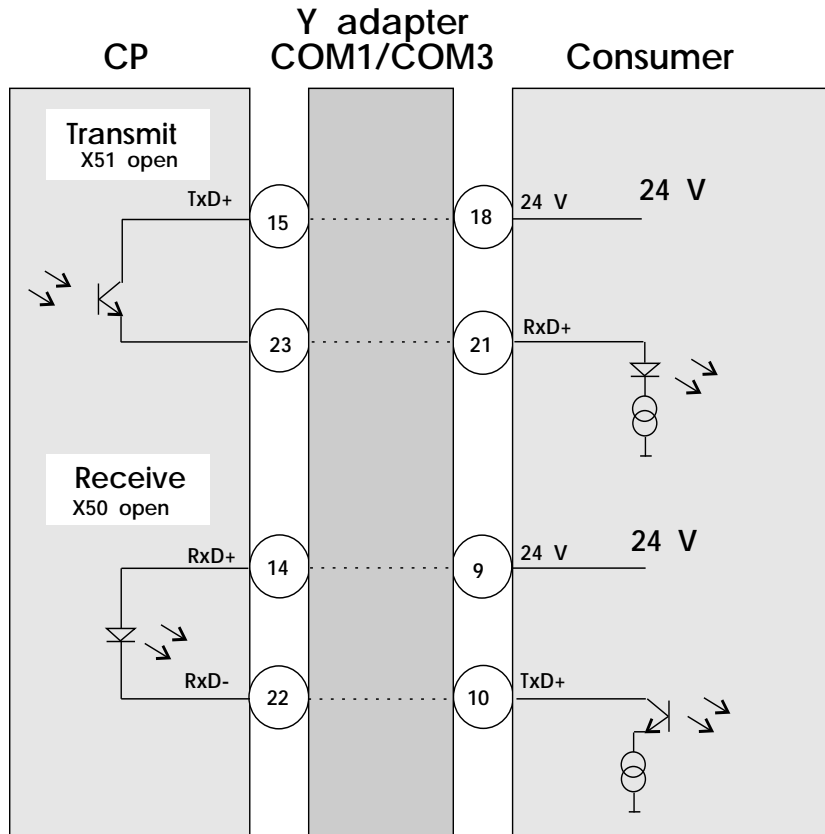 Y adapter
CP COM1/COM3 Consumer
Transmit
X51 open
TxD+ 15 18 24 V 24 V
23 21 RxD+
Receive
X50 open
RxD+ 14 9 24 V 24 V
RxD- 22 10 TxD+